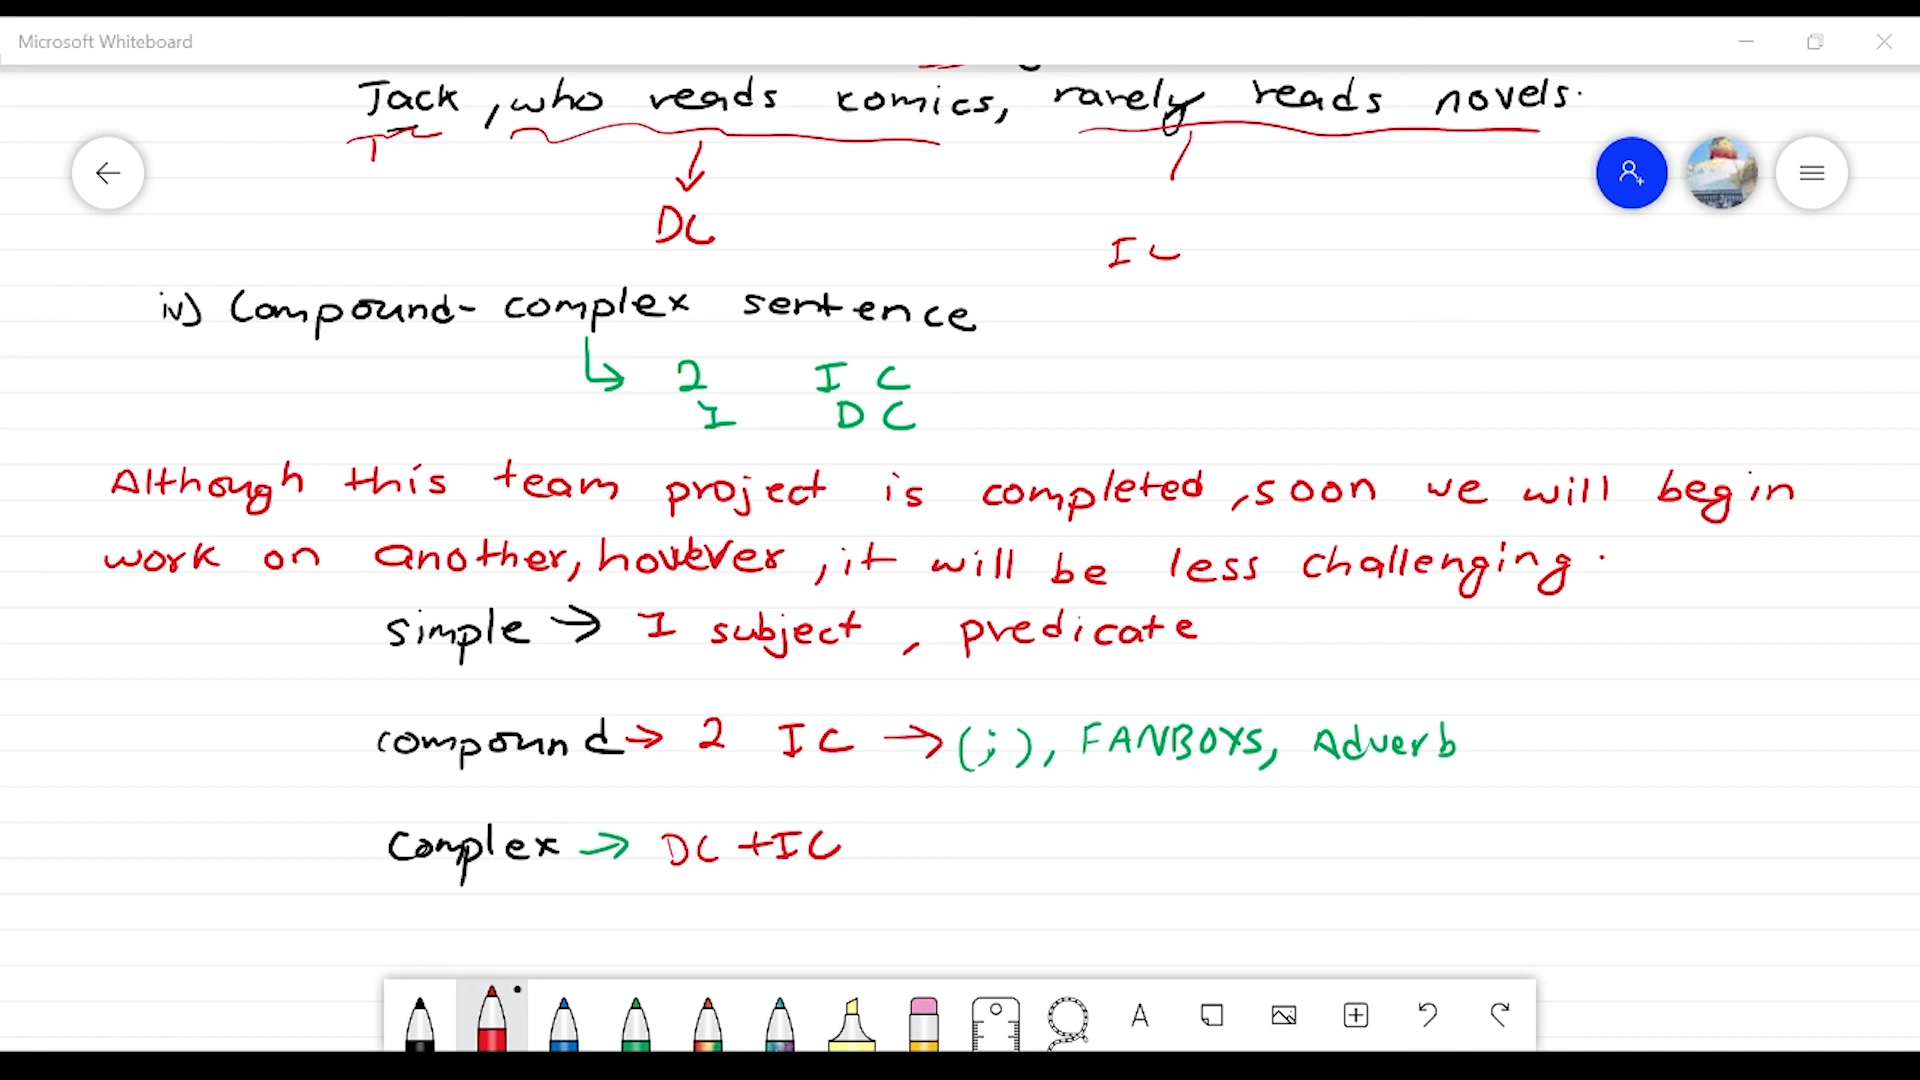 Microsoft Whiteboard
Jack, who reads comics, rarely reads novels.
DC
IC
iv) Compound-complex sentence
2 IC
1 DC
Although this team project is completed, soon we will begin
work on another, however, it will be less challenging.
simple → 1 subject, predicate
compound → 2 IC → (;), FANBOYS, Adverb
Complex → DC + IC
A